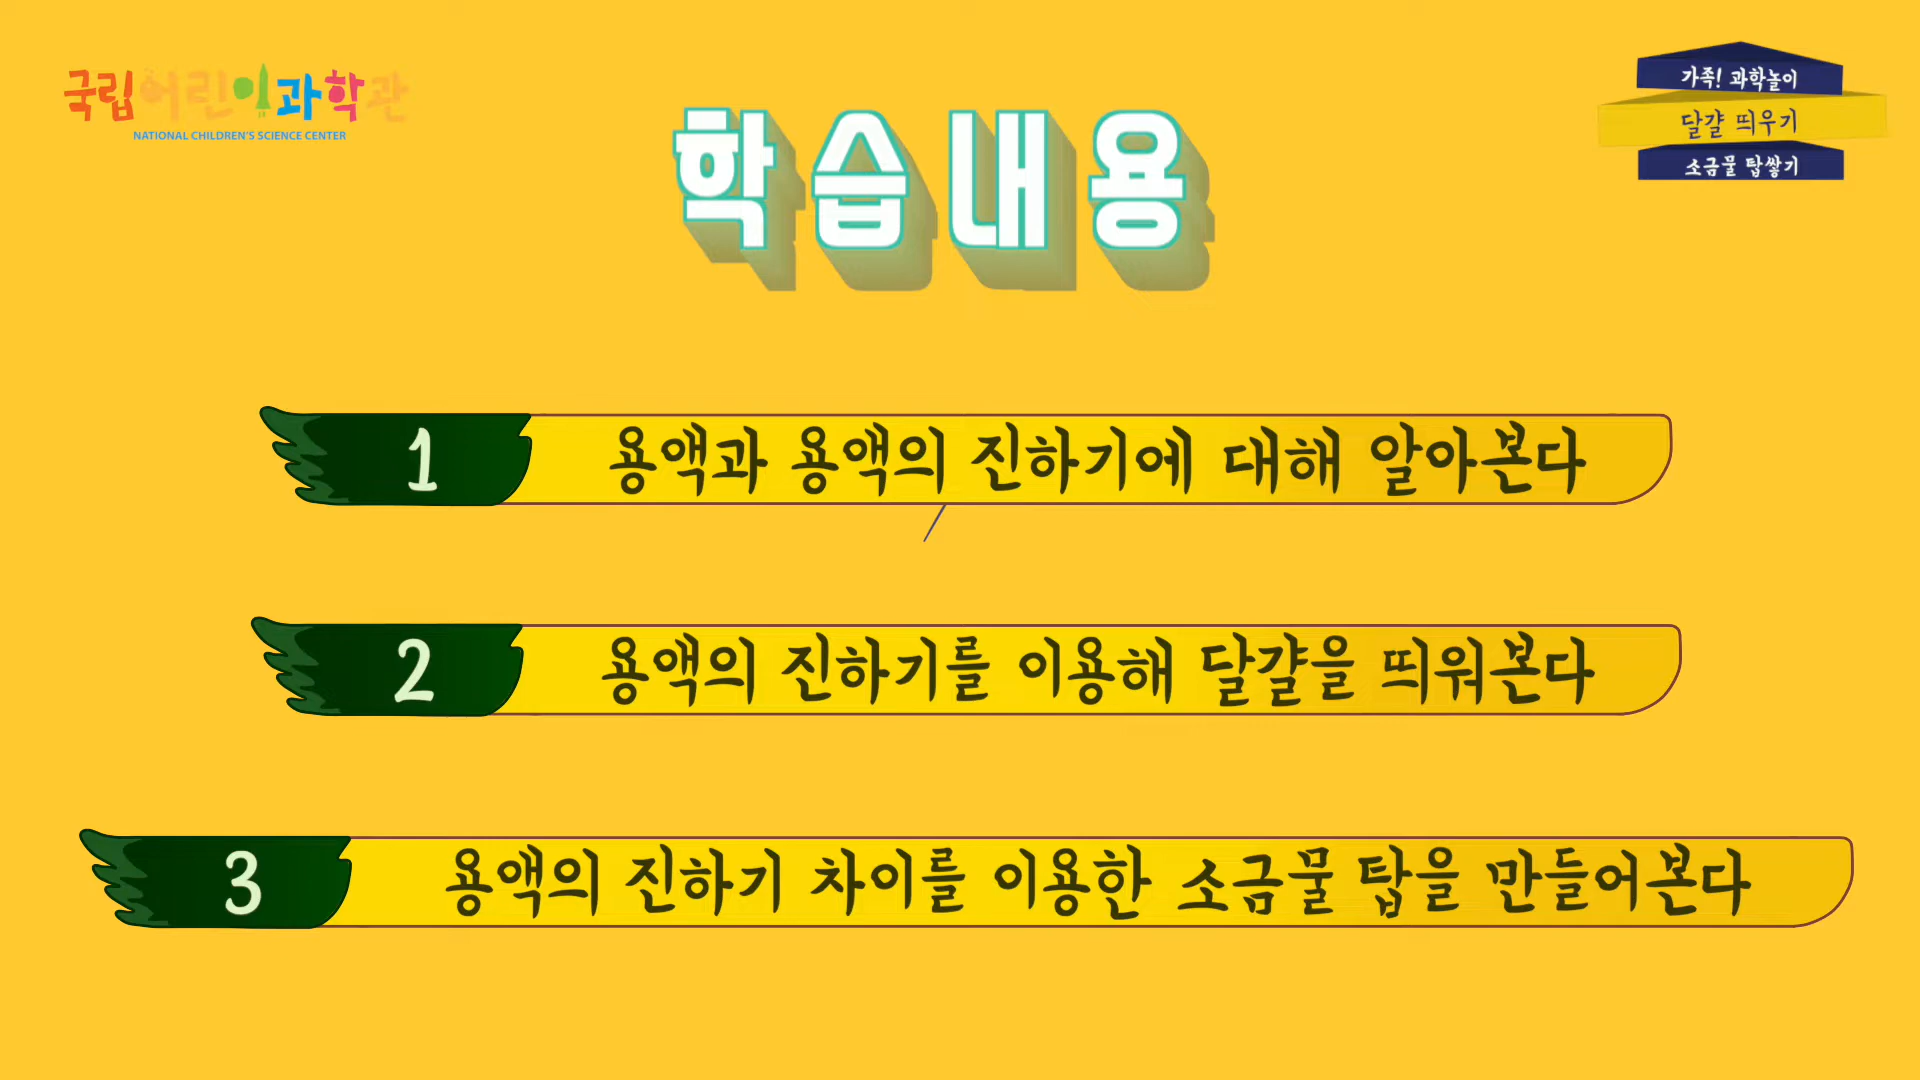 국립어린이과학관
NATIONAL CHILDREN'S SCIENCE CENTER
가족! 과학놀이
달걀 띄우기
소금물 탑쌓기
학습내용
1 용액과 용액의 진하기에 대해 알아본다
2 용액의 진하기를 이용해 달걀을 띄워본다
3 용액의 진하기 차이를 이용한 소금물 탑을 만들어본다